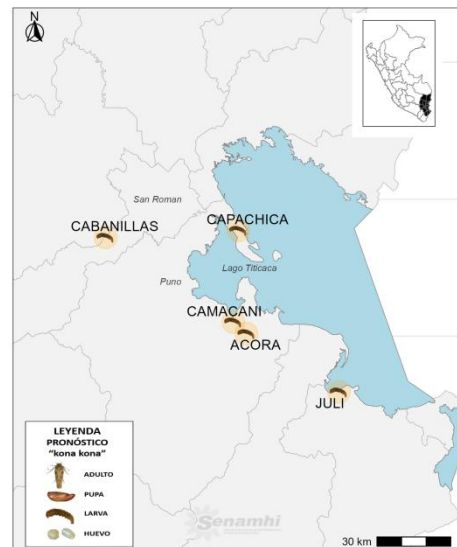 N
San Roman
CABANILLAS
CAPACHICA
Puno
Lago Titicaca
CAMACANI
ACORA
JULI
LEYENDA
PRONÓSTICO
"kona kona"
ADULTO
PUPA
LARVA
HUEVO
Senamhi
30 km